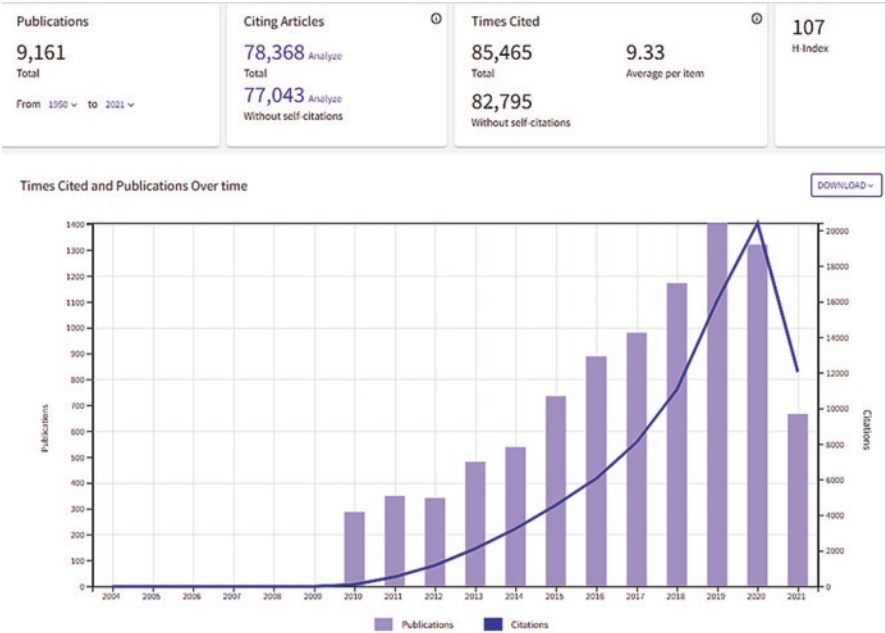 Publications
9,161
Total
From 1950 to 2021
Citing Articles
78,368 Analyze
Total
77,043 Analyze
Without self-citations
Times Cited
85,465
Total
9.33
Average per item
82,795
Without self-citations
107
H-Index
Times Cited and Publications Over time
DOWNLOAD
1400
1300
1200
1100
1000
900
800
700
600
500
400
300
200
100
0
Publications
20000
18000
16000
14000
12000
10000
8000
6000
4000
2000
0
Citations
2004 2005 2006 2007 2008 2009 2010 2011 2012 2013 2014 2015 2016 2017 2018 2019 2020 2021
Publications Citations